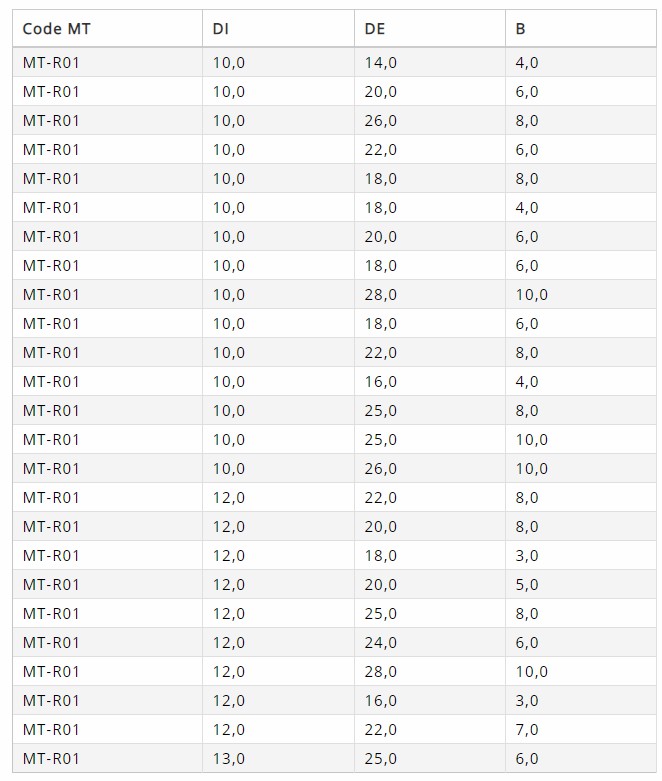 Code MT DI DE B
MT-R01 10,0 14,0 4,0
MT-R01 10,0 20,0 6,0
MT-R01 10,0 26,0 8,0
MT-R01 10,0 22,0 6,0
MT-R01 10,0 18,0 8,0
MT-R01 10,0 18,0 4,0
MT-R01 10,0 20,0 6,0
MT-R01 10,0 18,0 6,0
MT-R01 10,0 28,0 10,0
MT-R01 10,0 18,0 6,0
MT-R01 10,0 22,0 8,0
MT-R01 10,0 16,0 4,0
MT-R01 10,0 25,0 8,0
MT-R01 10,0 25,0 10,0
MT-R01 10,0 26,0 10,0
MT-R01 12,0 22,0 8,0
MT-R01 12,0 20,0 8,0
MT-R01 12,0 18,0 3,0
MT-R01 12,0 20,0 5,0
MT-R01 12,0 25,0 8,0
MT-R01 12,0 24,0 6,0
MT-R01 12,0 28,0 10,0
MT-R01 12,0 16,0 3,0
MT-R01 12,0 22,0 7,0
MT-R01 13,0 25,0 6,0